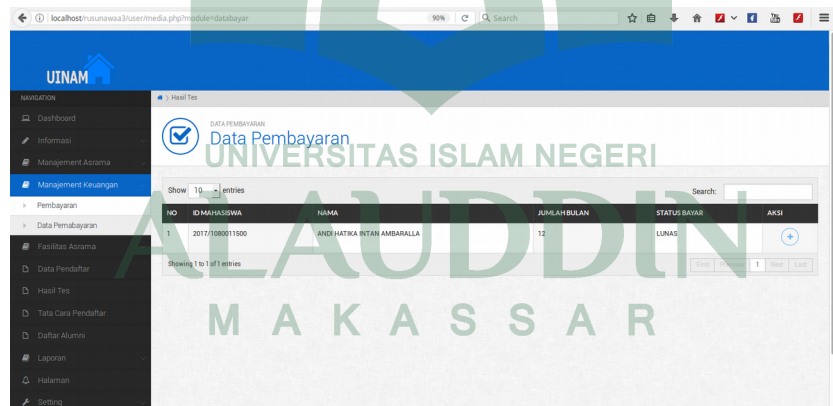 localhost/rusunawaa3/user/media.php?module=databayar
90%
Search
UINAM
NAVIGATION
Hasil Tes
Dashboard
Informasi
Manajement Asrama
Manajement Keuangan
Pembayaran
Data Pemabayaran
Fasilitas Asrama
Data Pendaftar
Hasil Tes
Tata Cara Pendaftar
Daftar Alumni
Laporan
Halaman
Setting
DATA PEMBAYARAN
Data Pembayaran
UNIVERSITAS ISLAM NEGERI
Show 10 entries
Search:
NO ID MAHASISWA NAMA JUMLAH BULAN STATUS BAYAR AKSI
1 2017/1080011500 ANDI HATIKA INTAN AMBARALLA 12 LUNAS
Showing 1 to 1 of 1 entries
First Previous 1 Next Last
ALAUDDIN
MAKASSAR